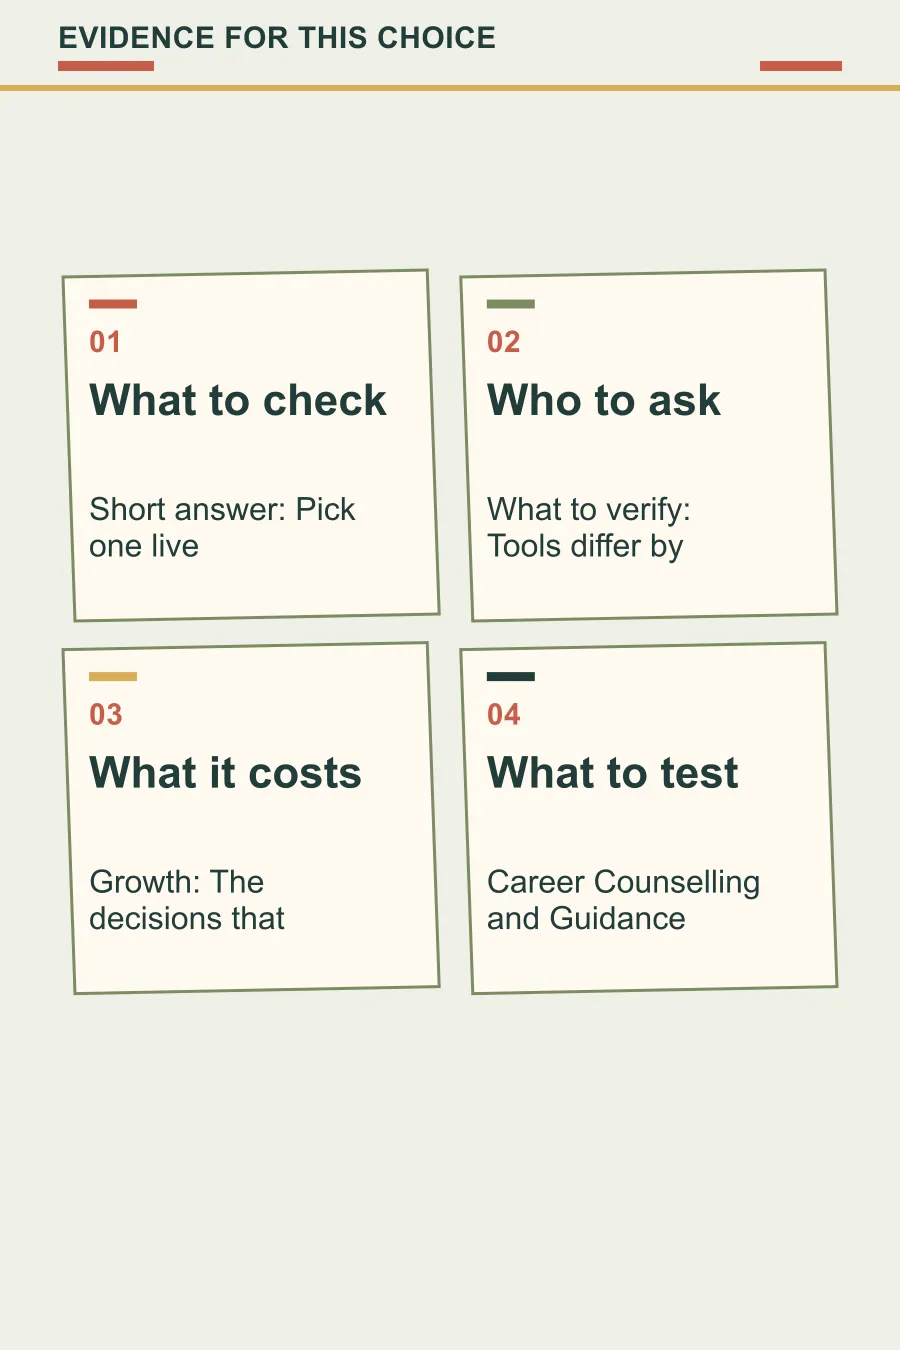 EVIDENCE FOR THIS CHOICE
01
What to check
Short answer: Pick
one live
02
Who to ask
What to verify:
Tools differ by
03
What it costs
Growth: The
decisions that
04
What to test
Career Counselling
and Guidance